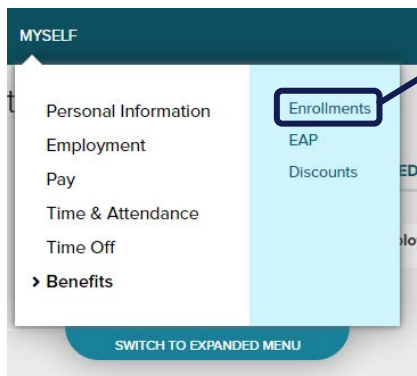 MYSELF
Personal Information
Employment
Pay
Time & Attendance
Time Off
> Benefits
Enrollments
EAP
Discounts
SWITCH TO EXPANDED MENU